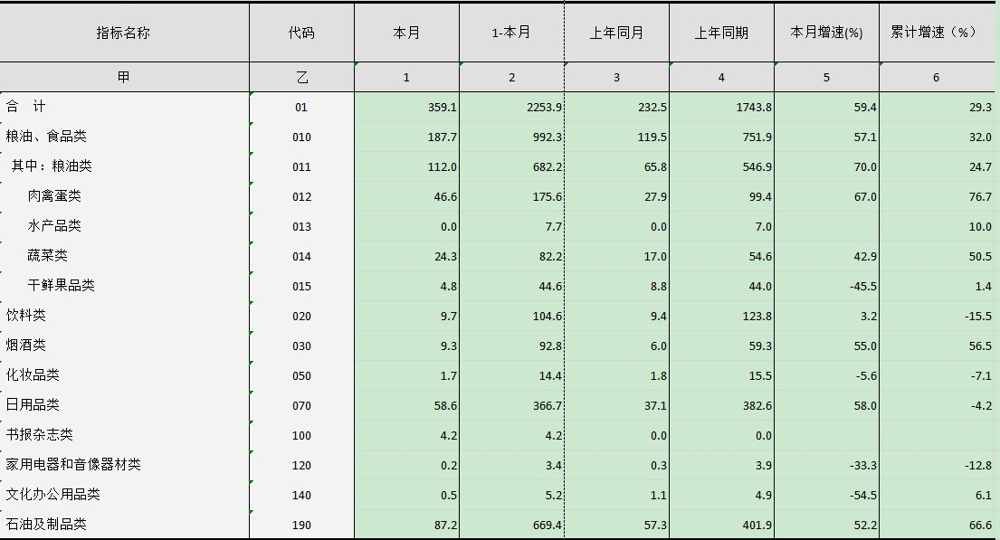 指标名称 代码 本月 1-本月 上年同月 上年同期 本月增速(%) 累计增速（%）
甲 乙 1 2 3 4 5 6
合 计 01 359.1 2253.9 232.5 1743.8 59.4 29.3
粮油、食品类 010 187.7 992.3 119.5 751.9 57.1 32.0
其中：粮油类 011 112.0 682.2 65.8 546.9 70.0 24.7
肉禽蛋类 012 46.6 175.6 27.9 99.4 67.0 76.7
水产品类 013 0.0 7.7 0.0 7.0 10.0
蔬菜类 014 24.3 82.2 17.0 54.6 42.9 50.5
干鲜果品类 015 4.8 44.6 8.8 44.0 -45.5 1.4
饮料类 020 9.7 104.6 9.4 123.8 3.2 -15.5
烟酒类 030 9.3 92.8 6.0 59.3 55.0 56.5
化妆品类 050 1.7 14.4 1.8 15.5 -5.6 -7.1
日用品类 070 58.6 366.7 37.1 382.6 58.0 -4.2
书报杂志类 100 4.2 4.2 0.0 0.0
家用电器和音像器材类 120 0.2 3.4 0.3 3.9 -33.3 -12.8
文化办公用品类 140 0.5 5.2 1.1 4.9 -54.5 6.1
石油及制品类 190 87.2 669.4 57.3 401.9 52.2 66.6